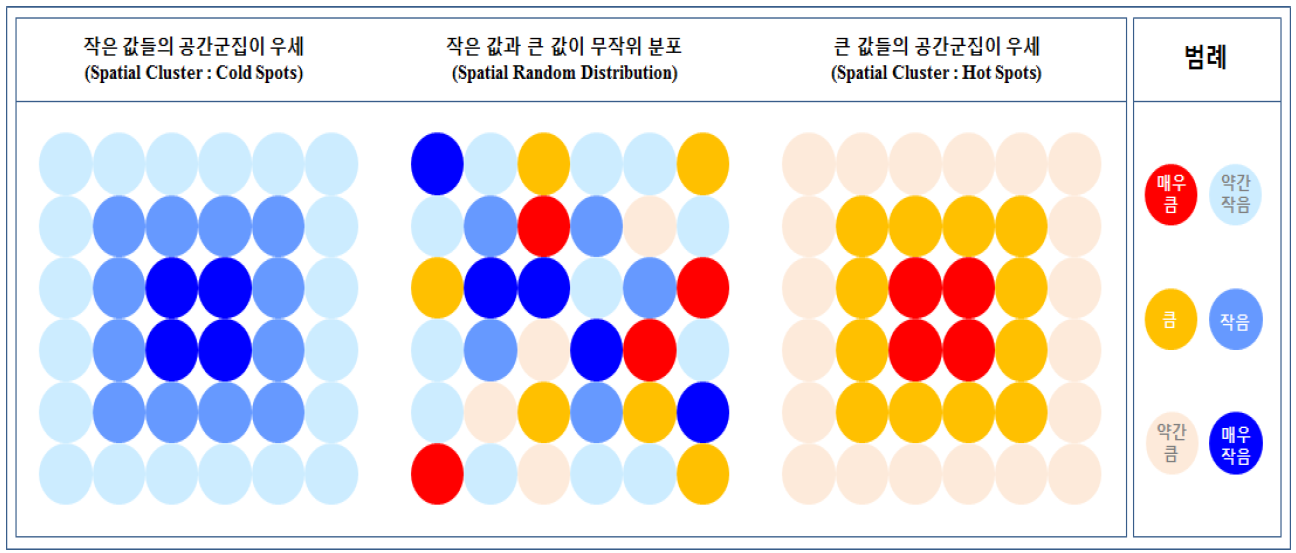 작은 값들의 공간군집이 우세
(Spatial Cluster : Cold Spots)
작은 값과 큰 값이 무작위 분포
(Spatial Random Distribution)
큰 값들의 공간군집이 우세
(Spatial Cluster : Hot Spots)
범례
매우
큼
약간
작음
큼
작음
약간
큼
매우
작음